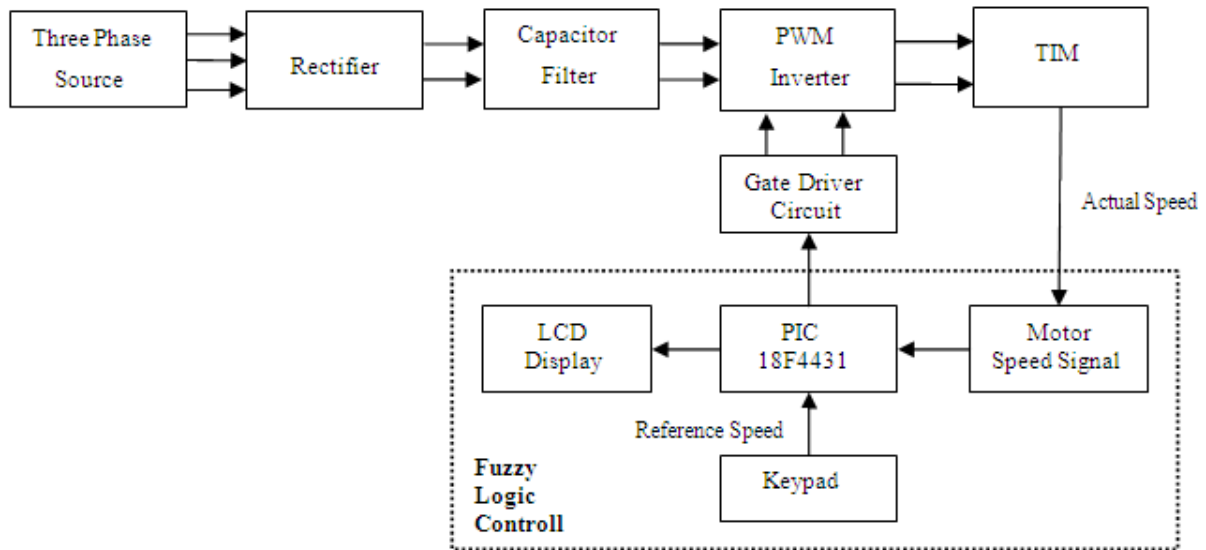 Three Phase
Source
Rectifier
Capacitor
Filter
PWM
Inverter
TIM
Gate Driver
Circuit
Actual Speed
LCD
Display
PIC
18F4431
Motor
Speed Signal
Reference Speed
Keypad
Fuzzy
Logic
Controll